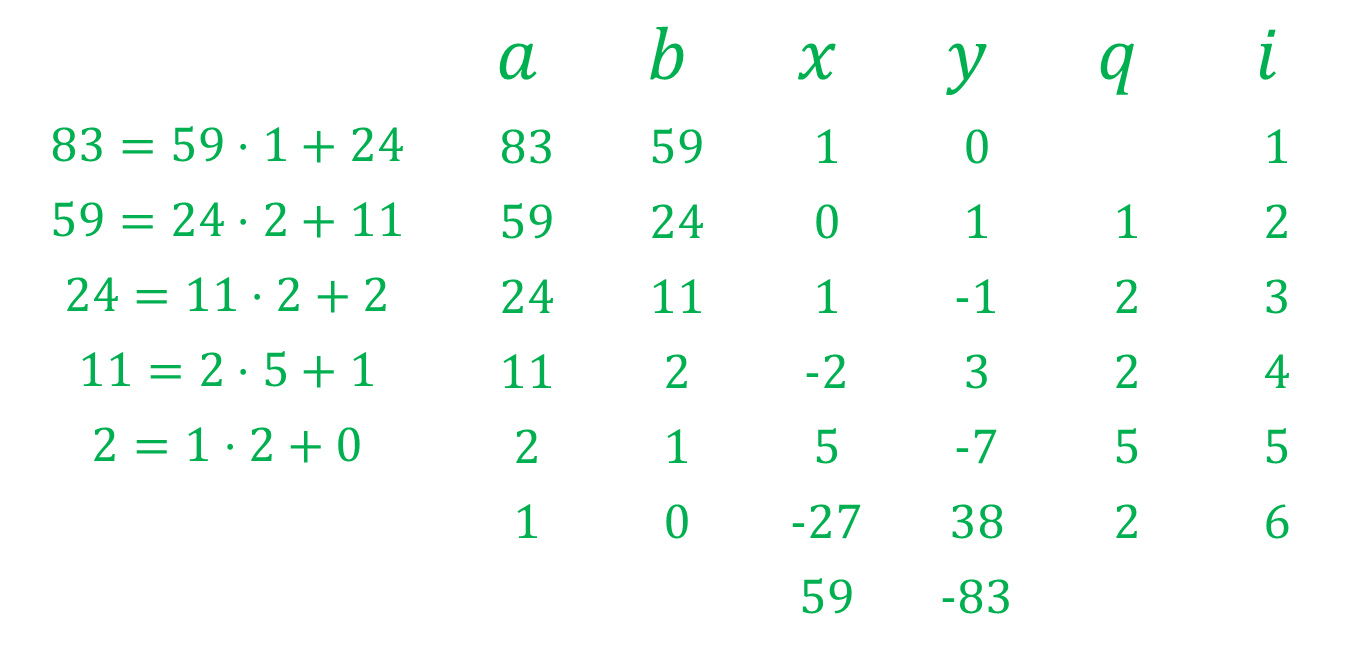 a b x y q i
83 = 59 · 1 + 24 83 59 1 0 1
59 = 24 · 2 + 11 59 24 0 1 1 2
24 = 11 · 2 + 2 24 11 1 -1 2 3
11 = 2 · 5 + 1 11 2 -2 3 2 4
2 = 1 · 2 + 0 2 1 5 -7 5 5
1 0 -27 38 2 6
59 -83